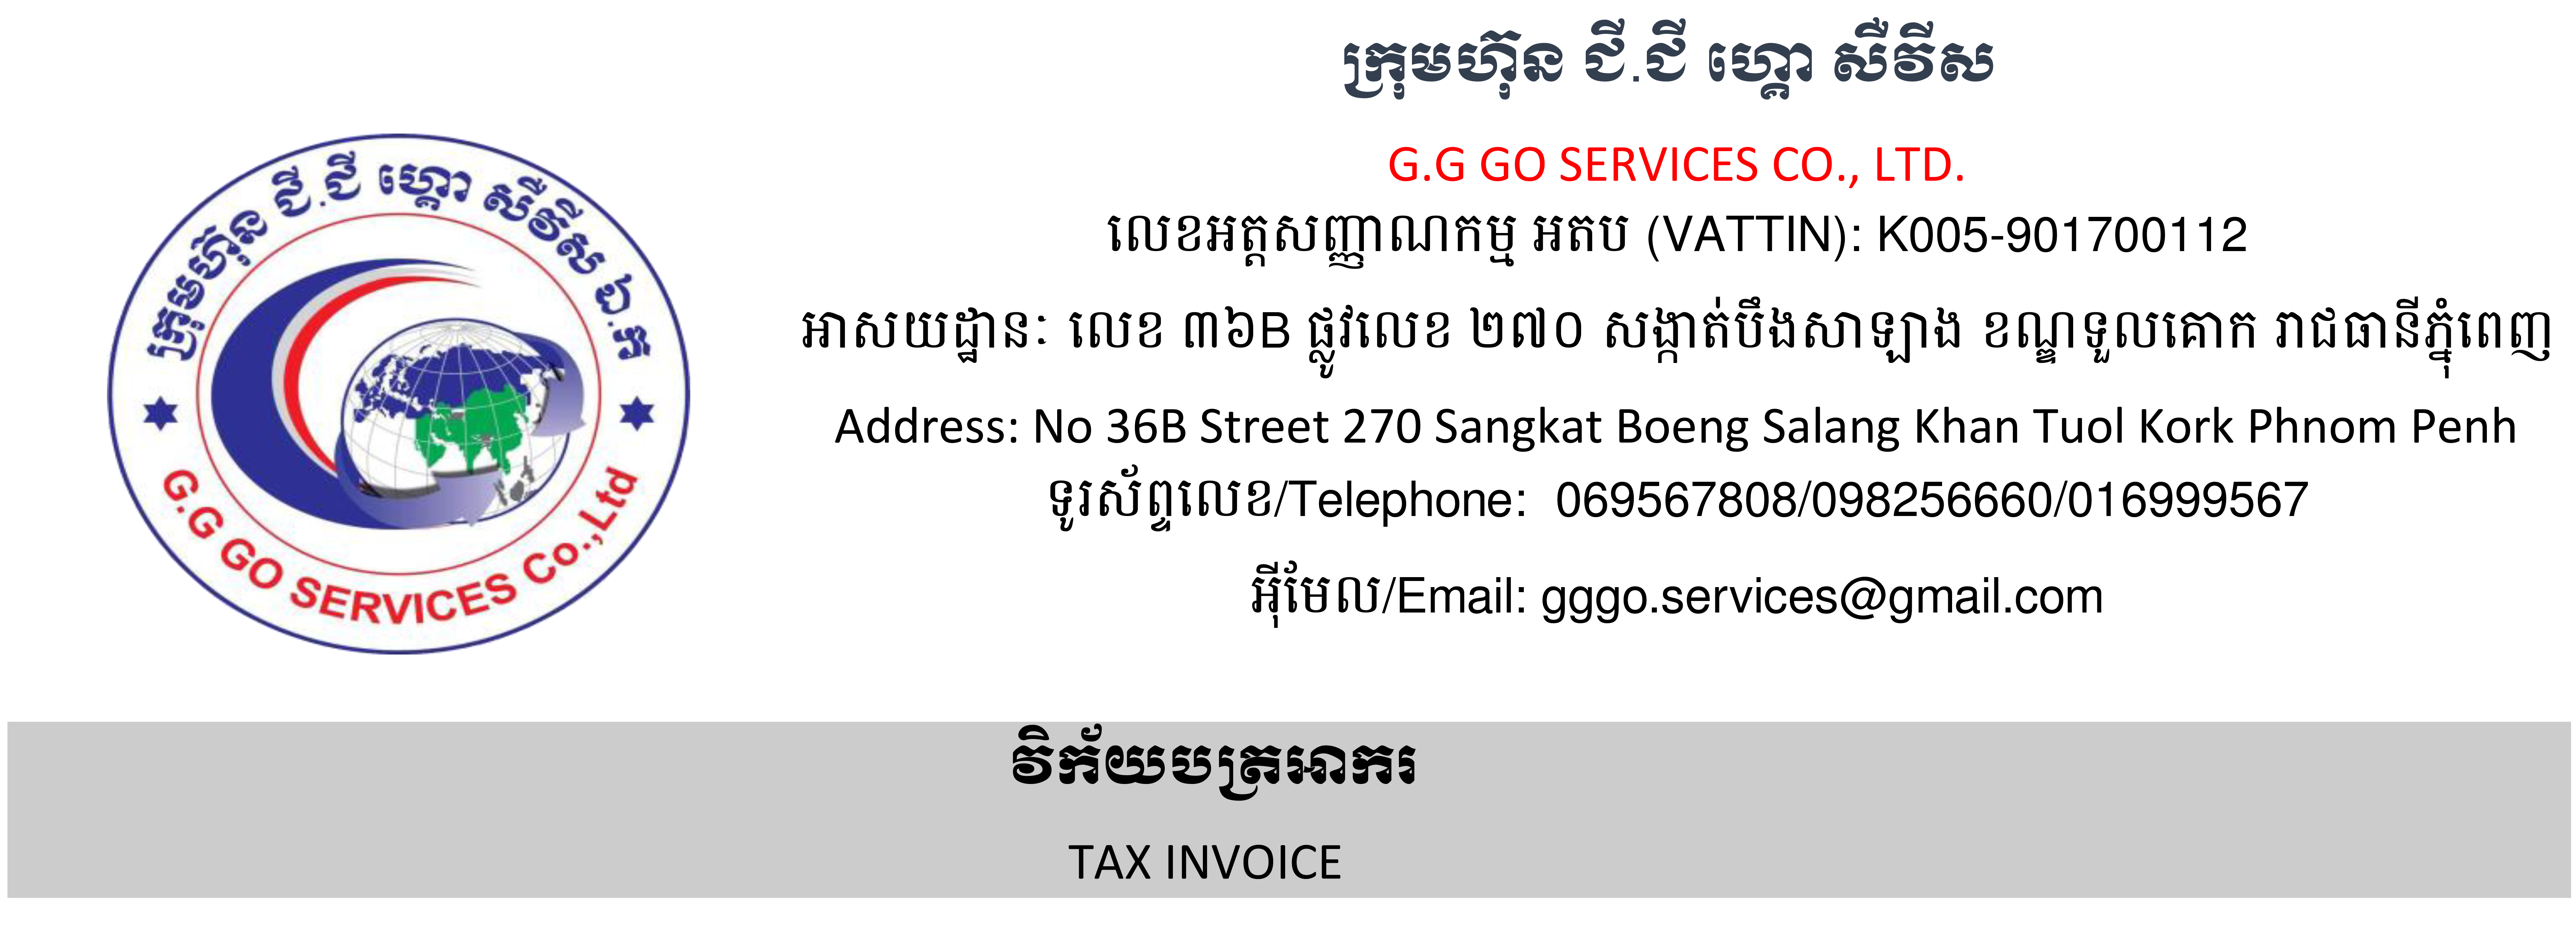 ក្រុមហ៊ុន ជី.ជី ហ្គោ សឺវីស
G.G GO SERVICES CO., LTD.
លេខអត្តសញ្ញាណកម្ម អតប (VATTIN): K005-901700112
អាសយដ្ឋានៈ លេខ ៣៦B ផ្លូវលេខ ២៧០ សង្កាត់បឹងសាឡាង ខណ្ឌទួលគោក រាជធានីភ្នំពេញ
Address: No 36B Street 270 Sangkat Boeng Salang Khan Tuol Kork Phnom Penh
ទូរស័ព្ទលេខ/Telephone: 069567808/098256660/016999567
អ៊ីមែល/Email: gggo.services@gmail.com
ក្រុមហ៊ុន ជី.ជី ហ្គោ សឺវីស ឯ.ក
G.G GO SERVICES Co.,Ltd
វិក័យបត្រអាករ
TAX INVOICE